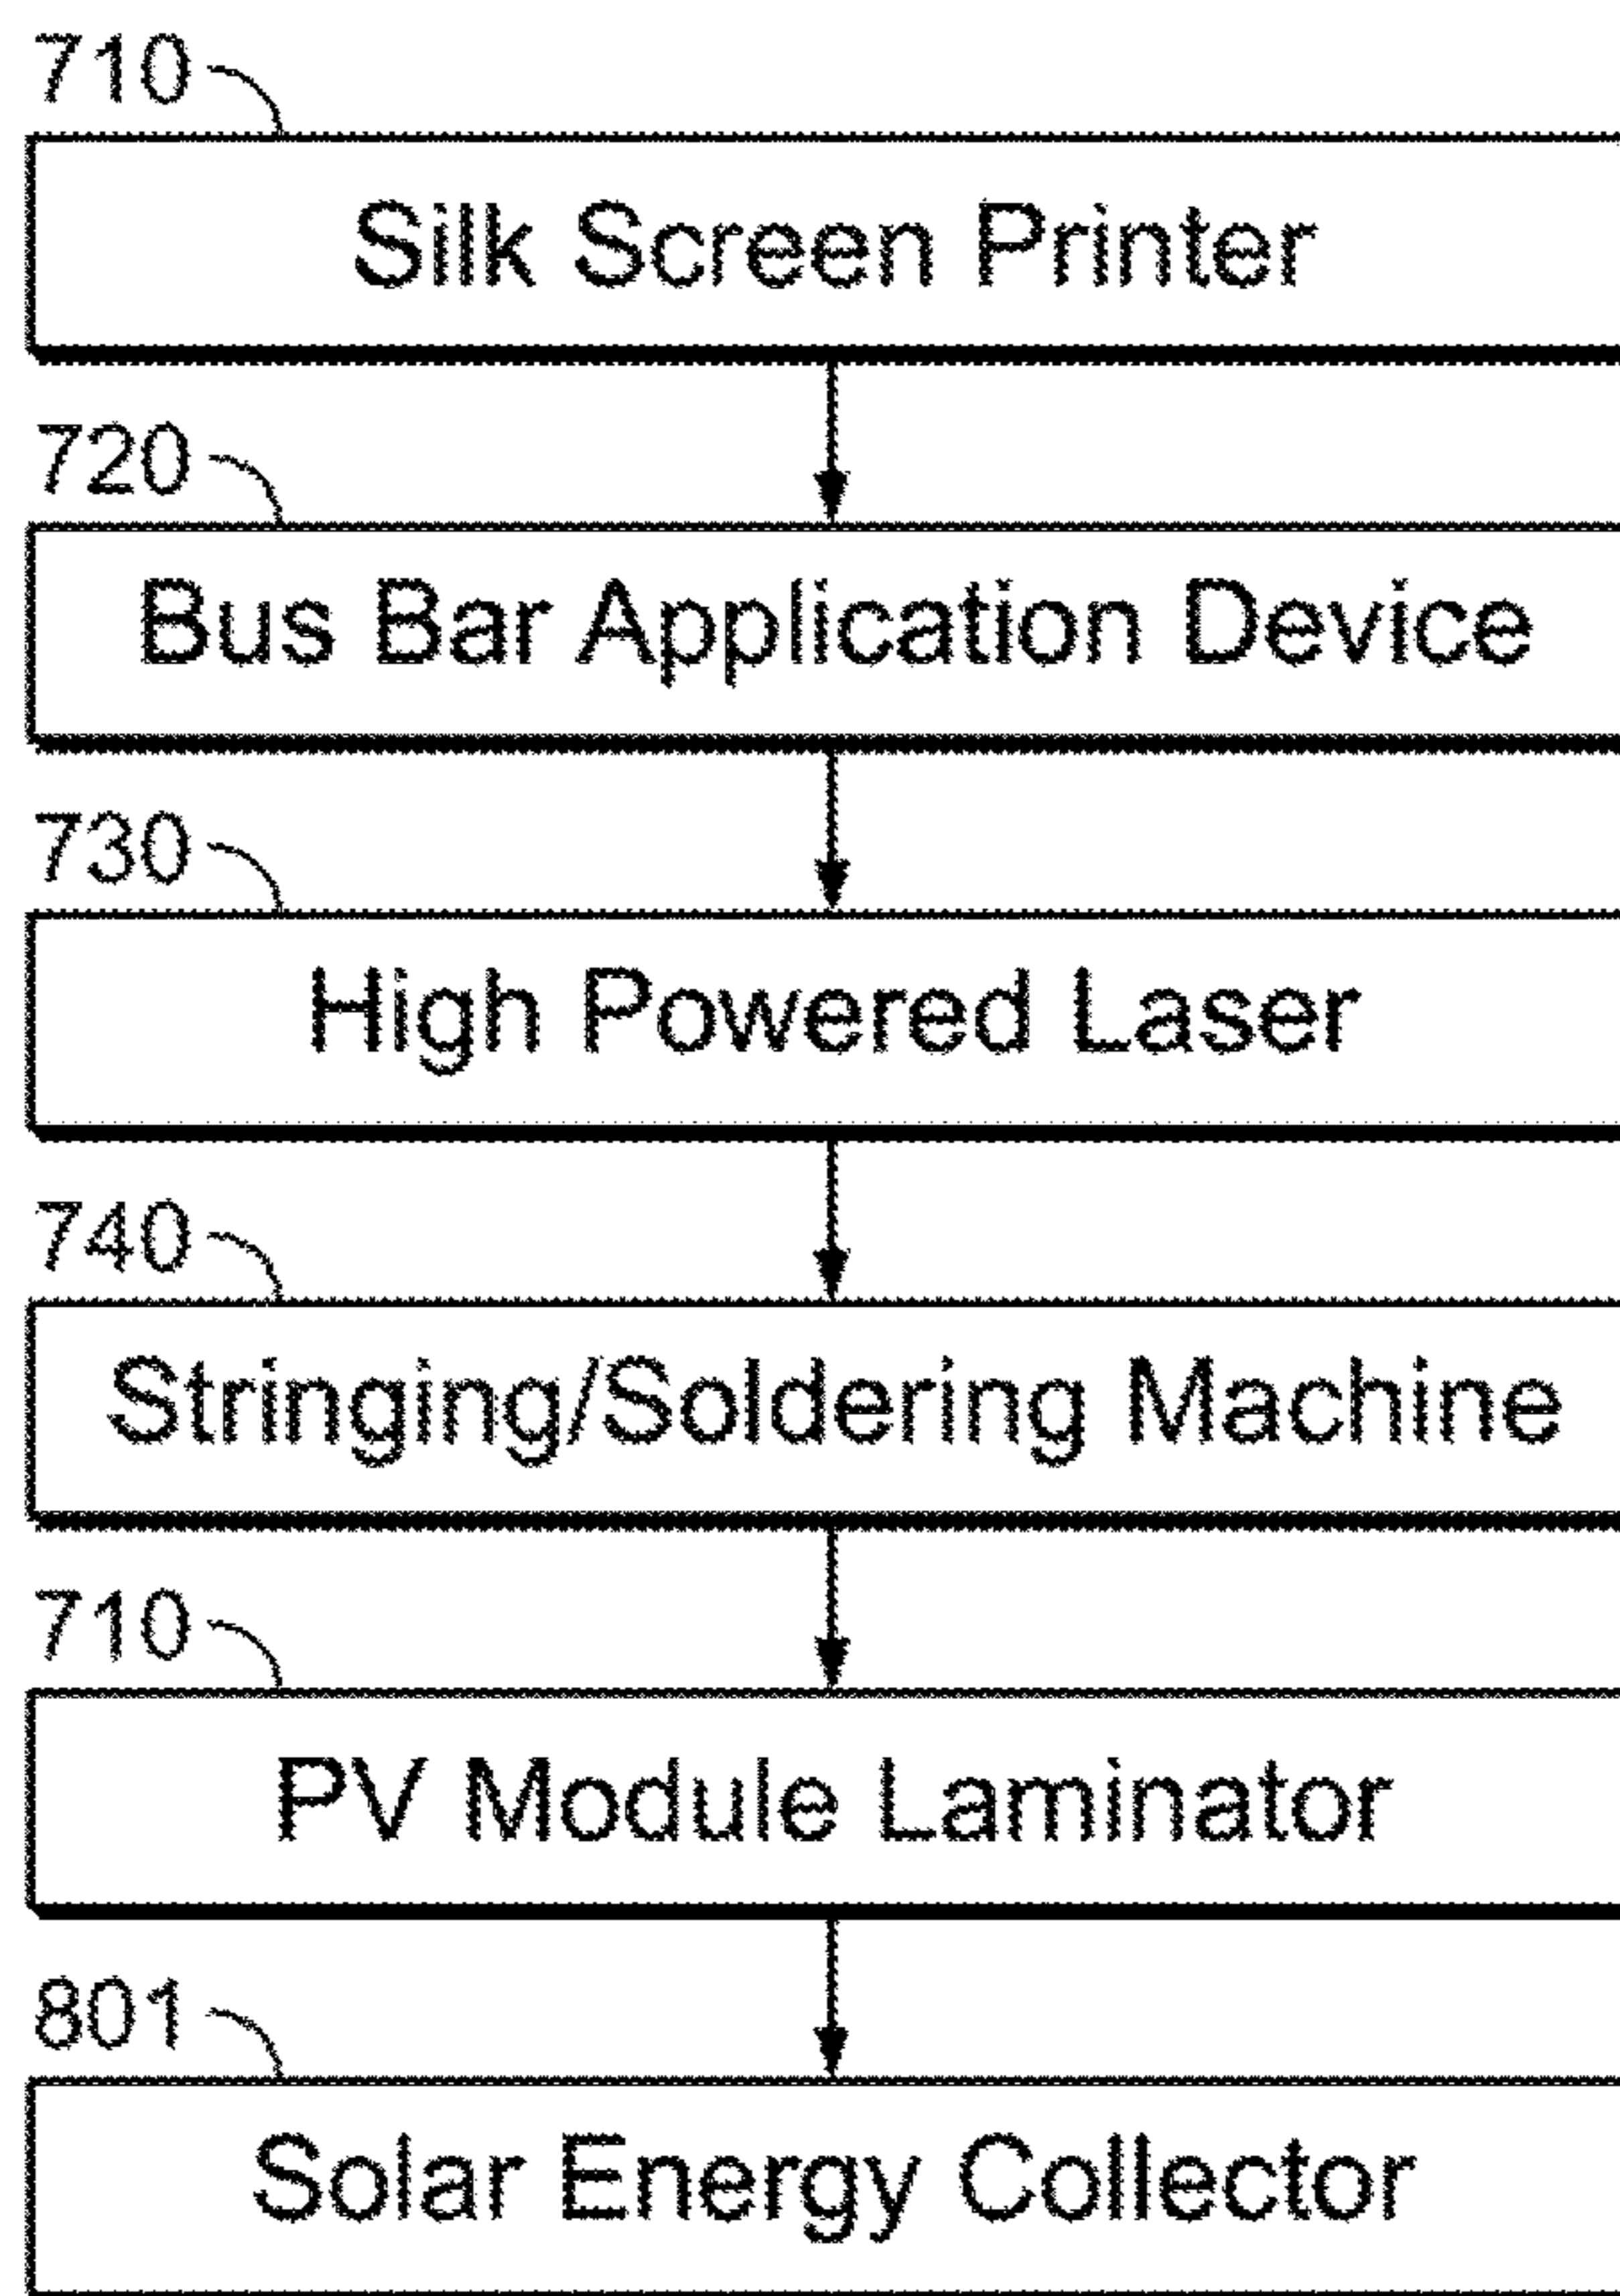 710
Silk Screen Printer
720
Bus Bar Application Device
730
High Powered Laser
740
Stringing/Soldering Machine
710
PV Module Laminator
801
Solar Energy Collector